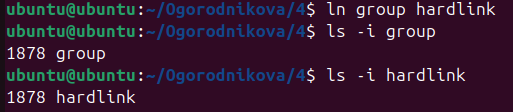 ubuntu@ubuntu:~/Ogorodnikova/4$ ln group hardlink
ubuntu@ubuntu:~/Ogorodnikova/4$ ls -i group
1878 group
ubuntu@ubuntu:~/Ogorodnikova/4$ ls -i hardlink
1878 hardlink